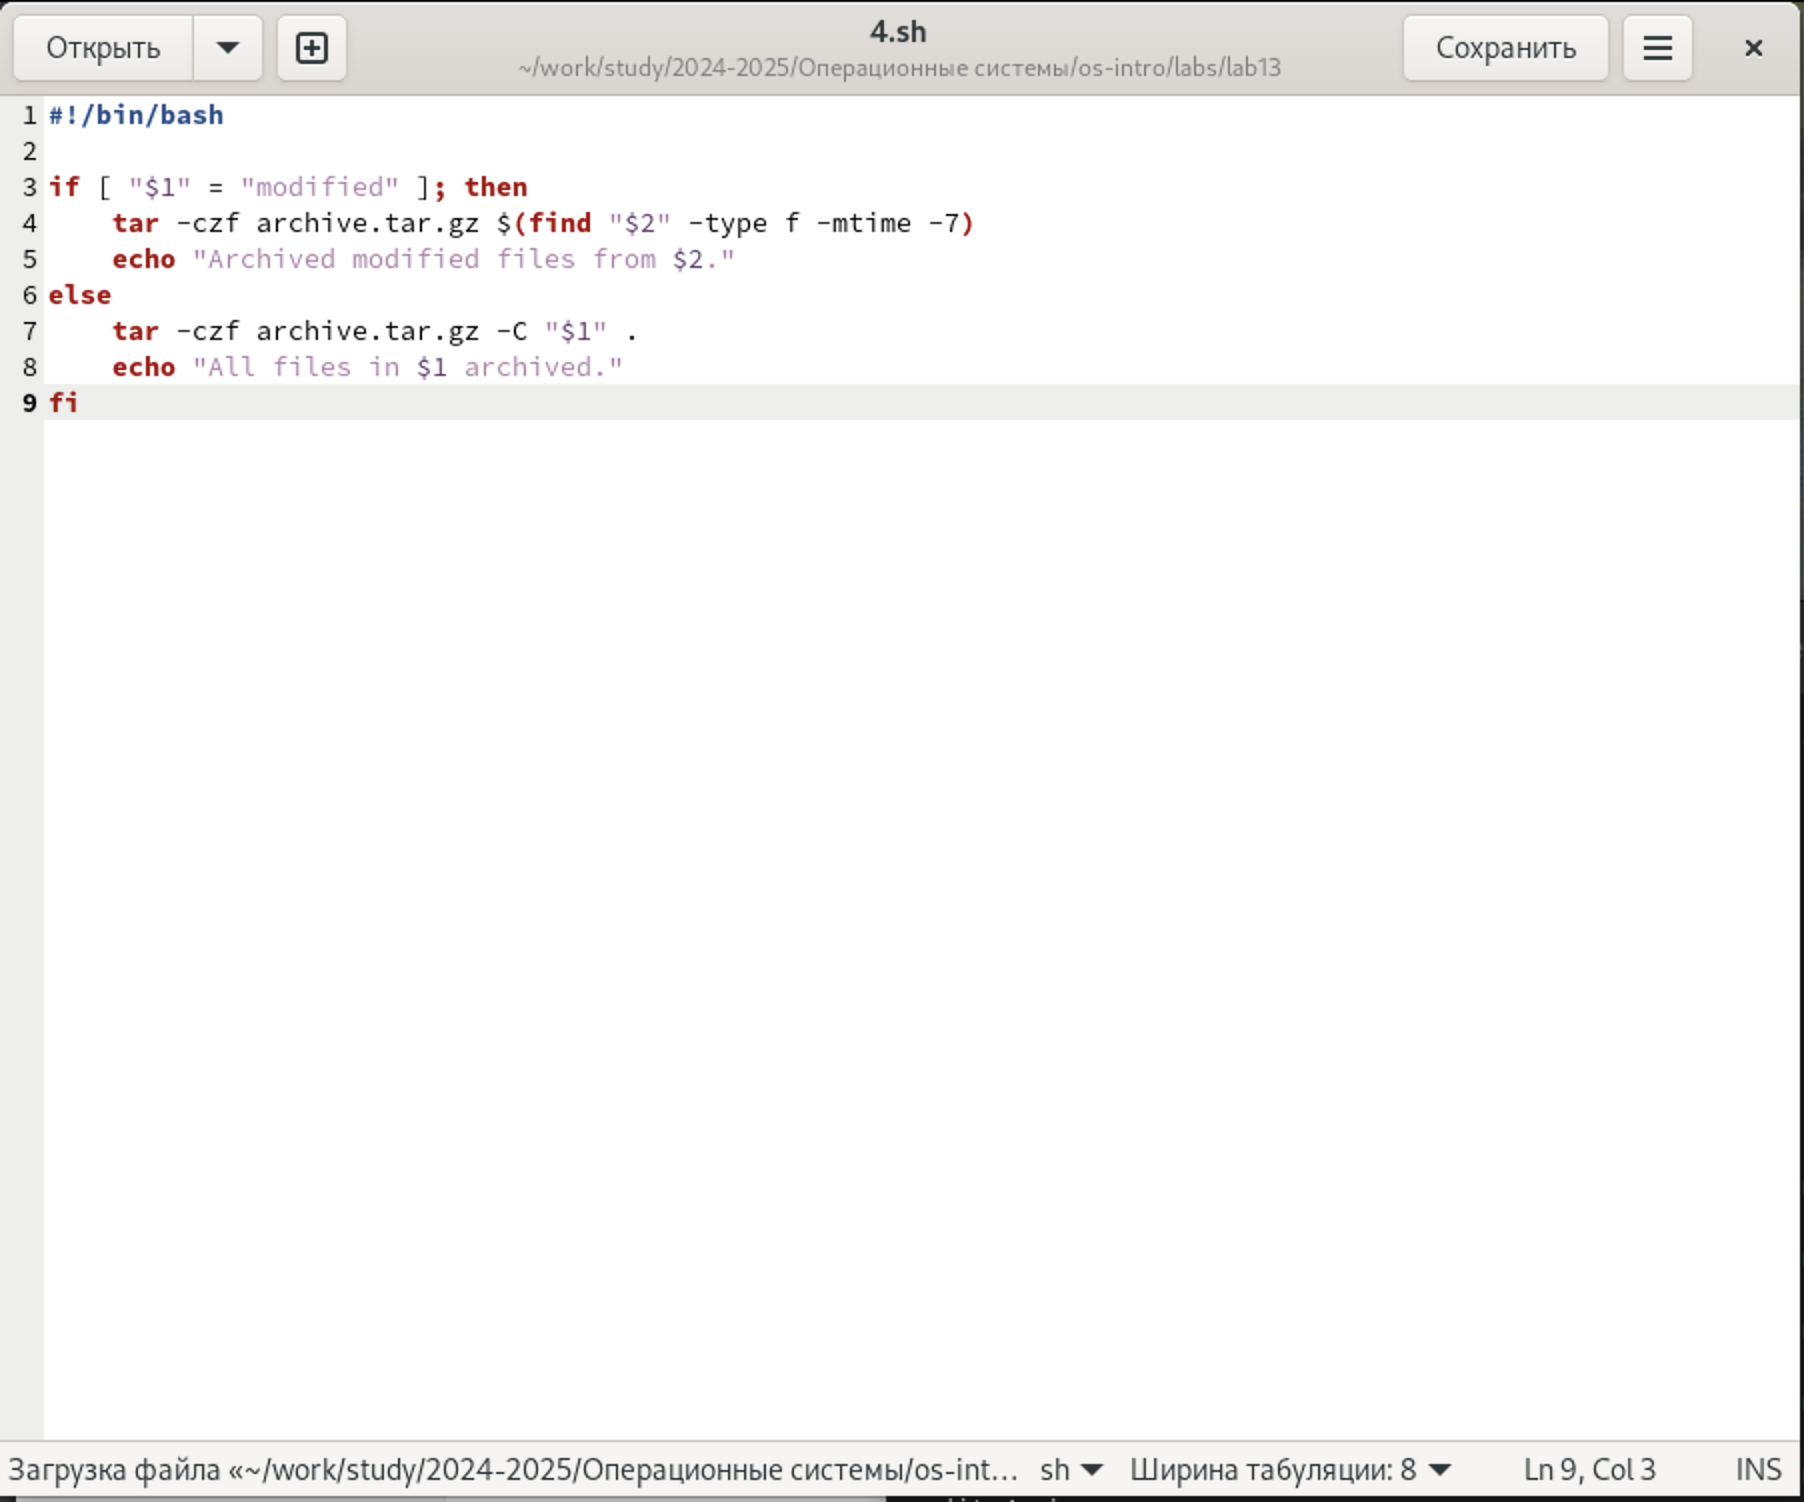 Открыть
4.sh
~/work/study/2024-2025/Операционные системы/os-intro/labs/lab13
Сохранить
1 #!/bin/bash
2
3 if [ "$1" = "modified" ]; then
4     tar -czf archive.tar.gz $(find "$2" -type f -mtime -7)
5     echo "Archived modified files from $2."
6 else
7     tar -czf archive.tar.gz -C "$1" .
8     echo "All files in $1 archived."
9 fi
Загрузка файла «~/work/study/2024-2025/Операционные системы/os-int… sh Ширина табуляции: 8 Ln 9, Col 3 INS